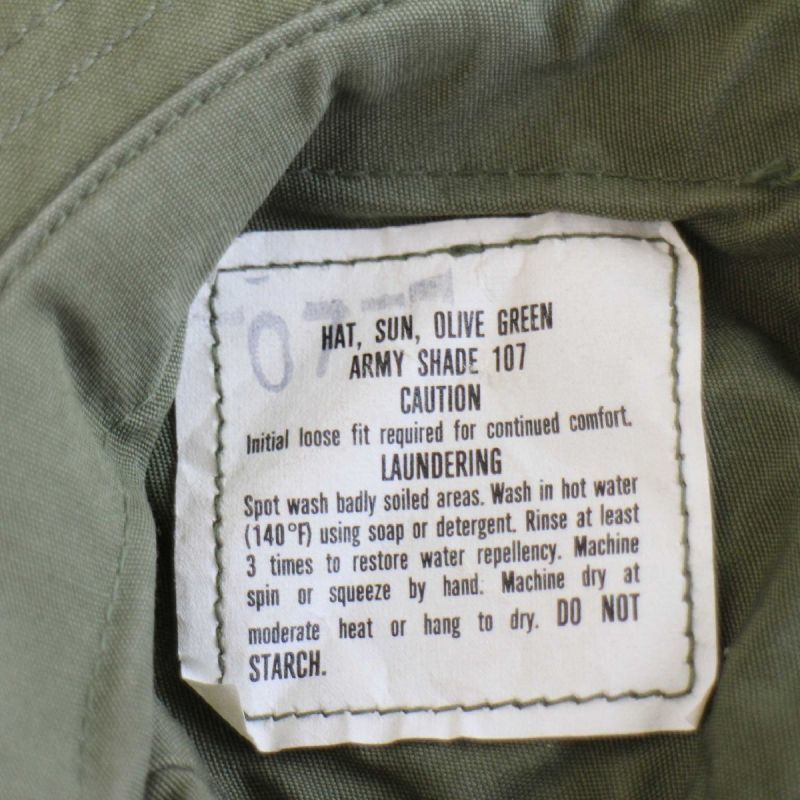 HAT, SUN, OLIVE GREEN
ARMY SHADE 107
CAUTION
Initial loose fit required for continued comfort.
LAUNDERING
Spot wash badly soiled areas. Wash in hot water
(140°F) using soap or detergent. Rinse at least
3 times to restore water repellency. Machine
spin or squeeze by hand. Machine dry at
moderate heat or hang to dry. DO NOT
STARCH.